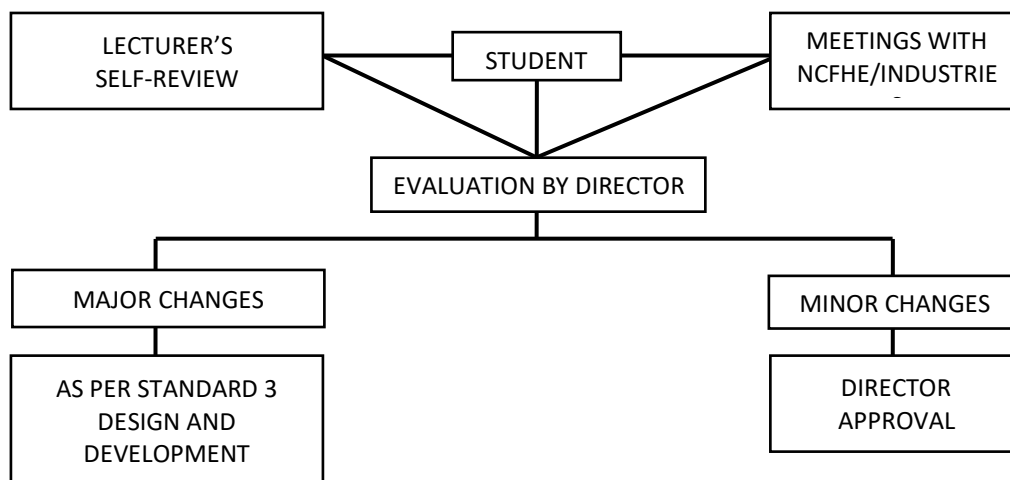 LECTURER’S
SELF-REVIEW
STUDENT
MEETINGS WITH
NCFHE/INDUSTRIE
EVALUATION BY DIRECTOR
MAJOR CHANGES
MINOR CHANGES
AS PER STANDARD 3
DESIGN AND
DEVELOPMENT
DIRECTOR
APPROVAL